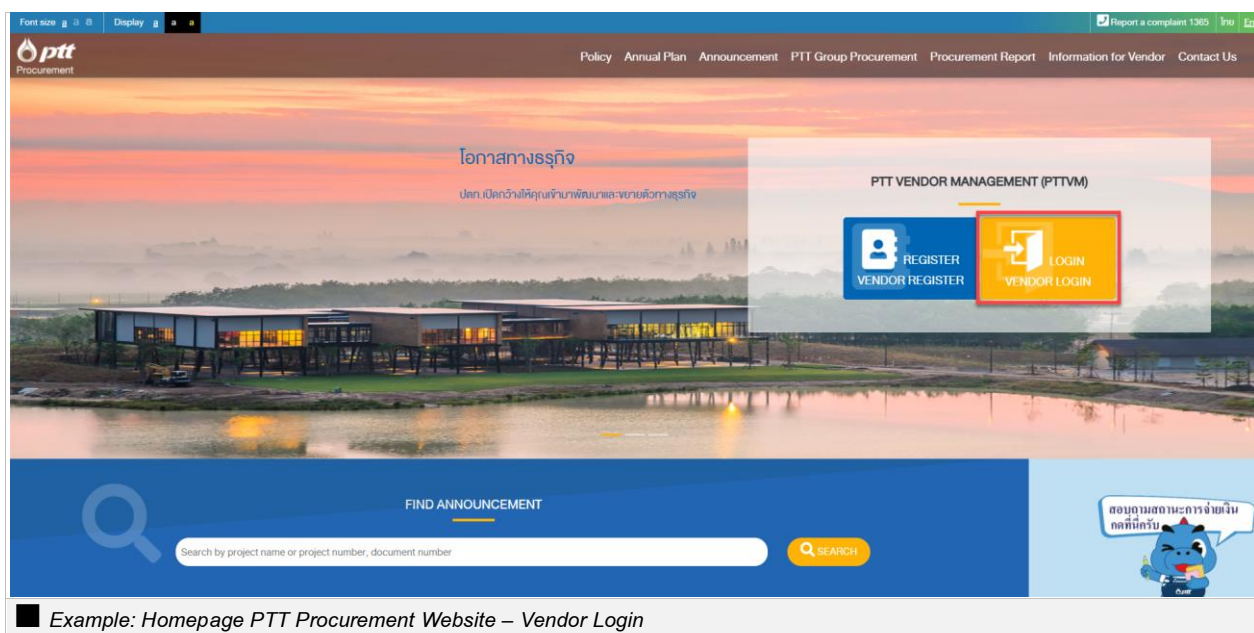 Font size a a a Display a a a
Report a complaint 1365 ไทย En
ptt
Procurement
Policy Annual Plan Announcement PTT Group Procurement Procurement Report Information for Vendor Contact Us
โอกาสทางธุรกิจ
ปตท.เปิดกว้างให้คุณเข้ามาพัฒนาและขยายตัวทางธุรกิจ
PTT VENDOR MANAGEMENT (PTTVM)
REGISTER
VENDOR REGISTER
LOGIN
VENDOR LOGIN
FIND ANNOUNCEMENT
Search by project name or project number, document number
SEARCH
สอบถามสถานะการจ่ายเงิน
กดที่นี่ครับ
ptt
Example: Homepage PTT Procurement Website – Vendor Login